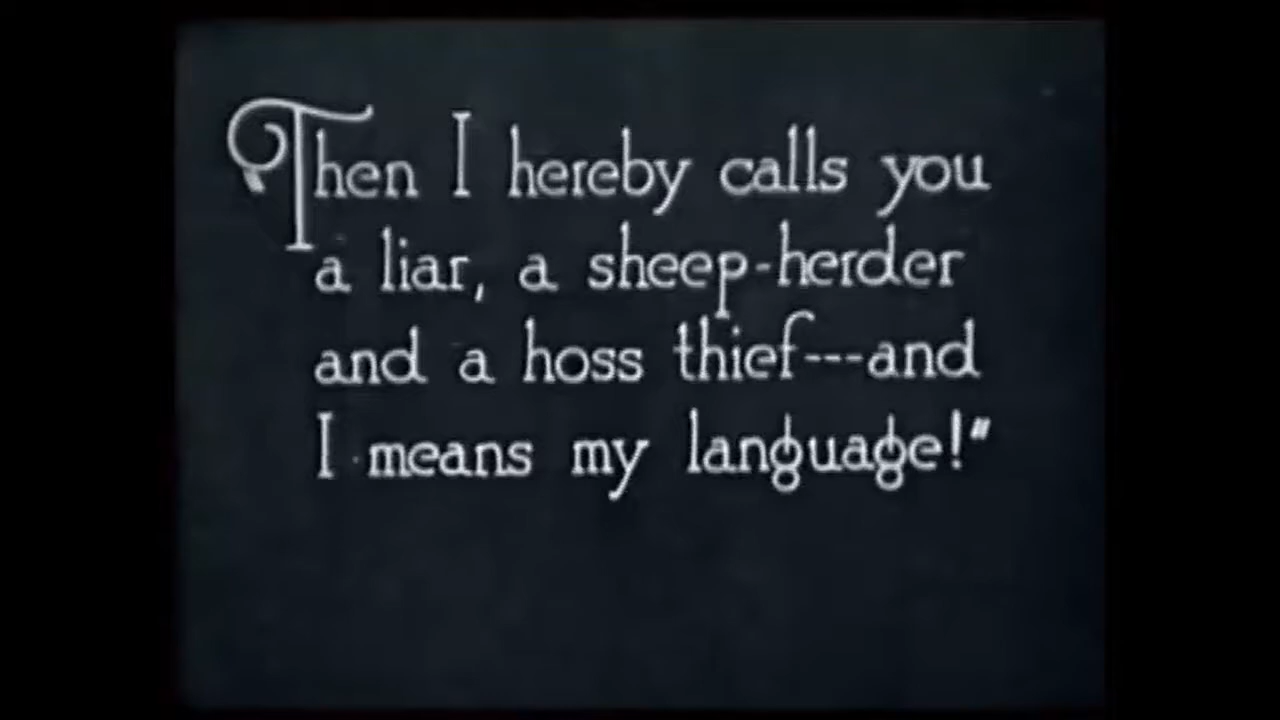 Then I hereby calls you
a liar, a sheep-herder
and a hoss thief---and
I means my language!"